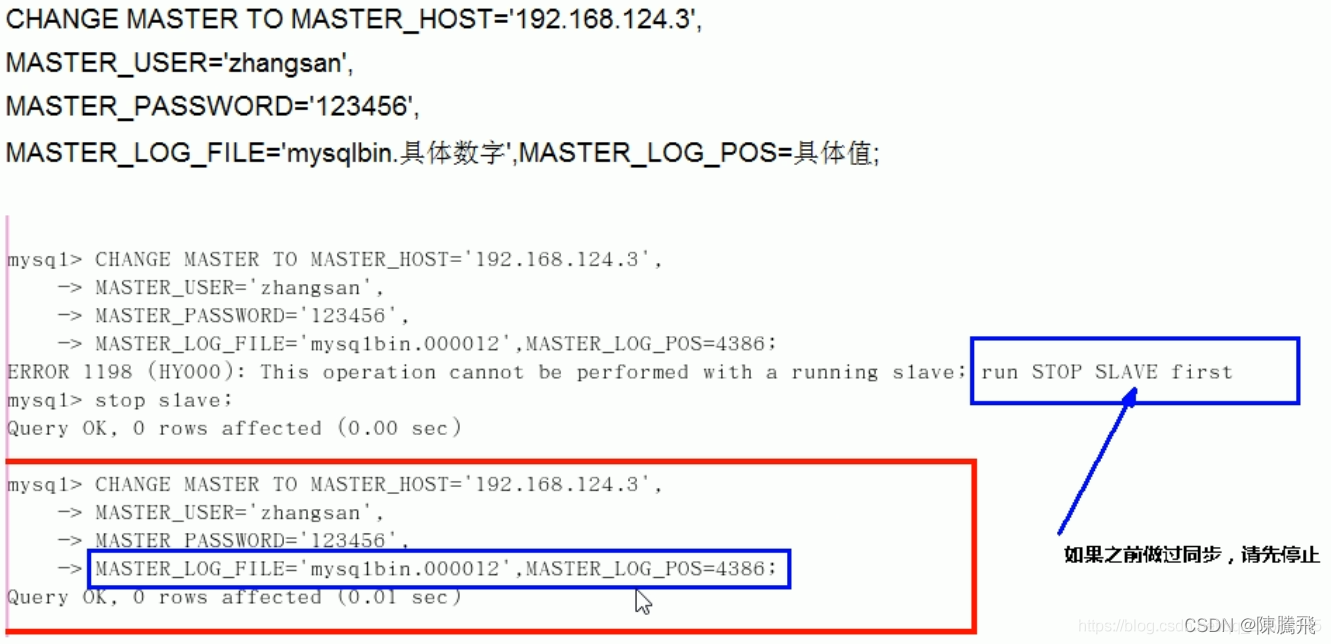 CHANGE MASTER TO MASTER_HOST='192.168.124.3',
MASTER_USER='zhangsan',
MASTER_PASSWORD='123456',
MASTER_LOG_FILE='mysqlbin.具体数字',MASTER_LOG_POS=具体值;
mysql> CHANGE MASTER TO MASTER_HOST='192.168.124.3',
-> MASTER_USER='zhangsan',
-> MASTER_PASSWORD='123456',
-> MASTER_LOG_FILE='mysqlbin.000012',MASTER_LOG_POS=4386;
ERROR 1198 (HY000): This operation cannot be performed with a running slave; run STOP SLAVE first
mysql> stop slave;
Query OK, 0 rows affected (0.00 sec)
mysql> CHANGE MASTER TO MASTER_HOST='192.168.124.3',
-> MASTER_USER='zhangsan',
-> MASTER_PASSWORD='123456',
-> MASTER_LOG_FILE='mysqlbin.000012',MASTER_LOG_POS=4386;
Query OK, 0 rows affected (0.01 sec)
如果之前做过同步，请先停止
CSDN @陳騰飛